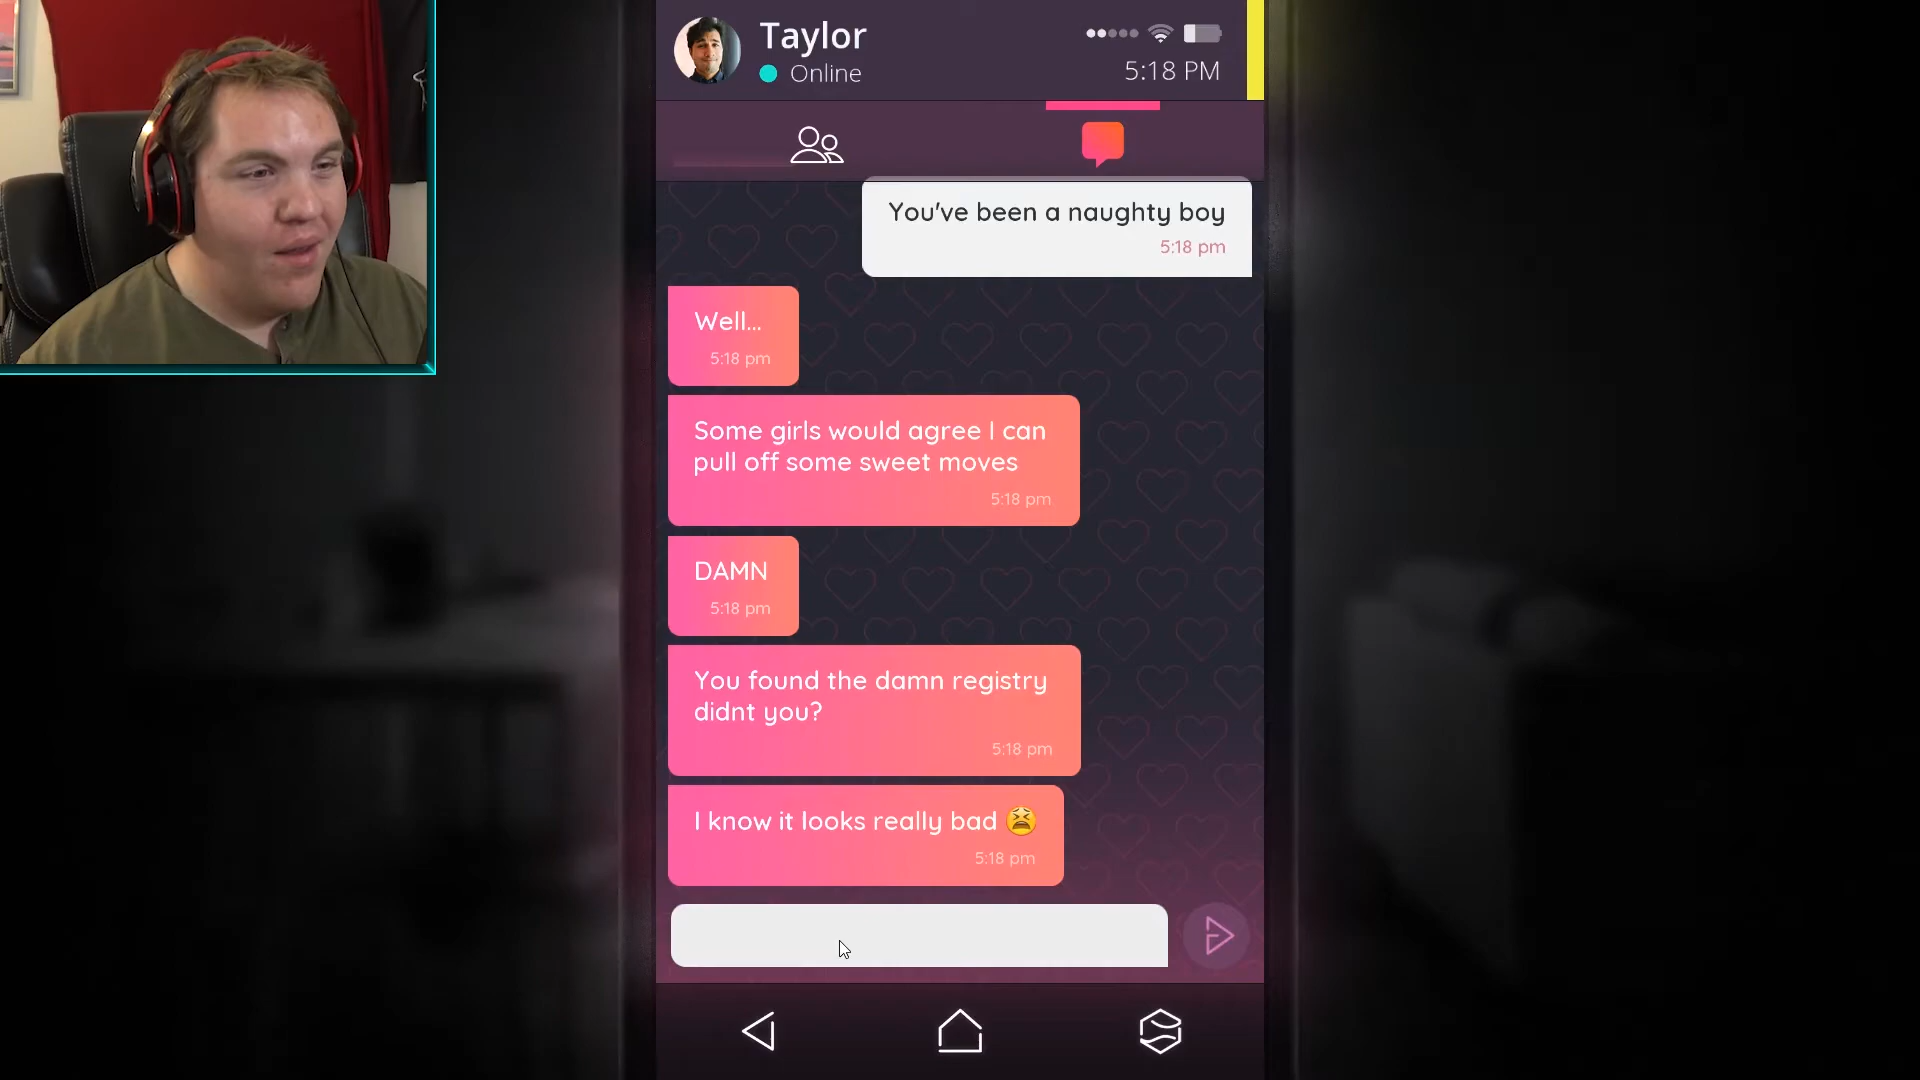 Taylor
Online
5:18 PM
You've been a naughty boy
5:18 pm
Well...
5:18 pm
Some girls would agree I can
pull off some sweet moves
5:18 pm
DAMN
5:18 pm
You found the damn registry
didnt you?
5:18 pm
I know it looks really bad 😫
5:18 pm